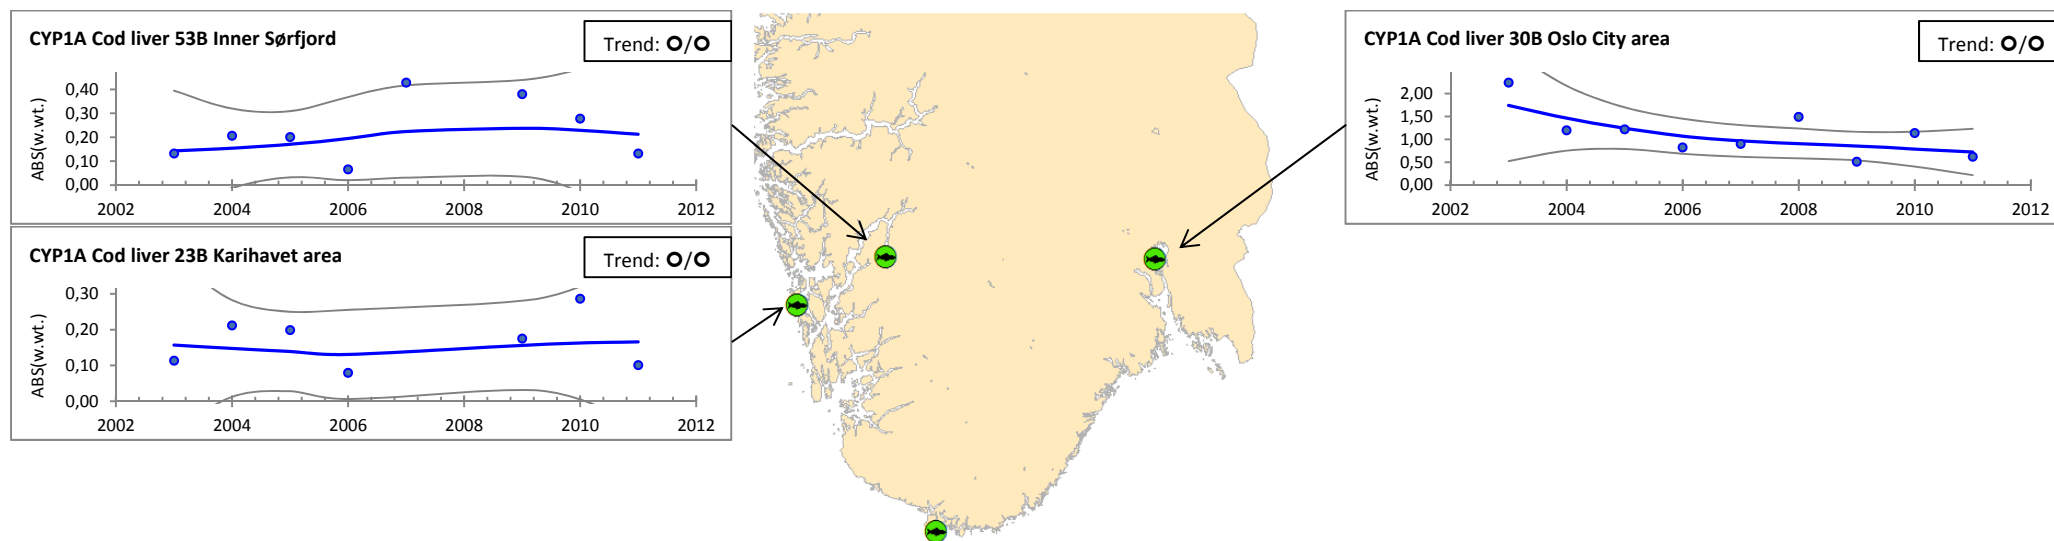 CYP1A Cod liver 53B Inner Sørfjord
Trend: O/O
ABS(w.wt.)
0,40
0,30
0,20
0,10
0,00
2002 2004 2006 2008 2010 2012
CYP1A Cod liver 23B Karihavet area
Trend: O/O
ABS(w.wt.)
0,30
0,20
0,10
0,00
2002 2004 2006 2008 2010 2012
CYP1A Cod liver 30B Oslo City area
Trend: O/O
ABS(w.wt.)
2,00
1,50
1,00
0,50
0,00
2002 2004 2006 2008 2010 2012